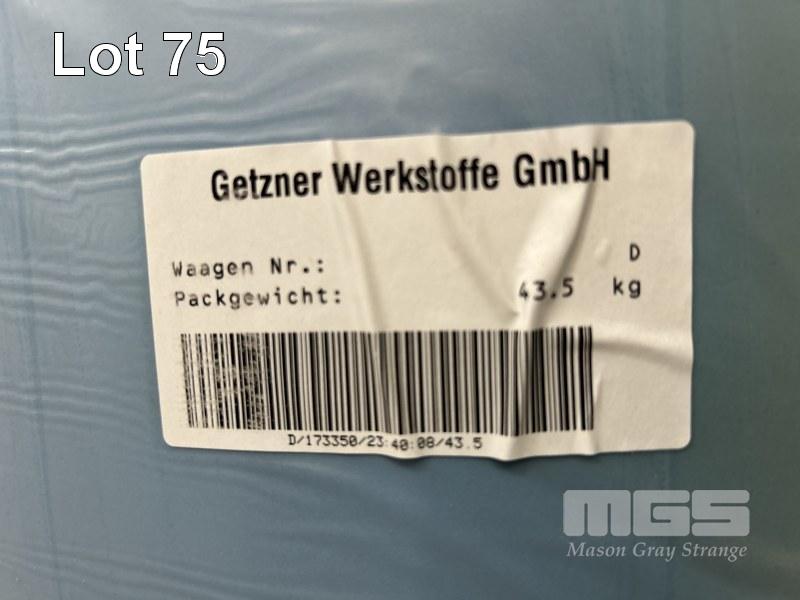 Lot 75
Getzner Werkstoffe GmbH
Waagen Nr.: D
Packgewicht: 43.5 kg
D/173350/23:40:08/43.5
MGS
Mason Gray Strange